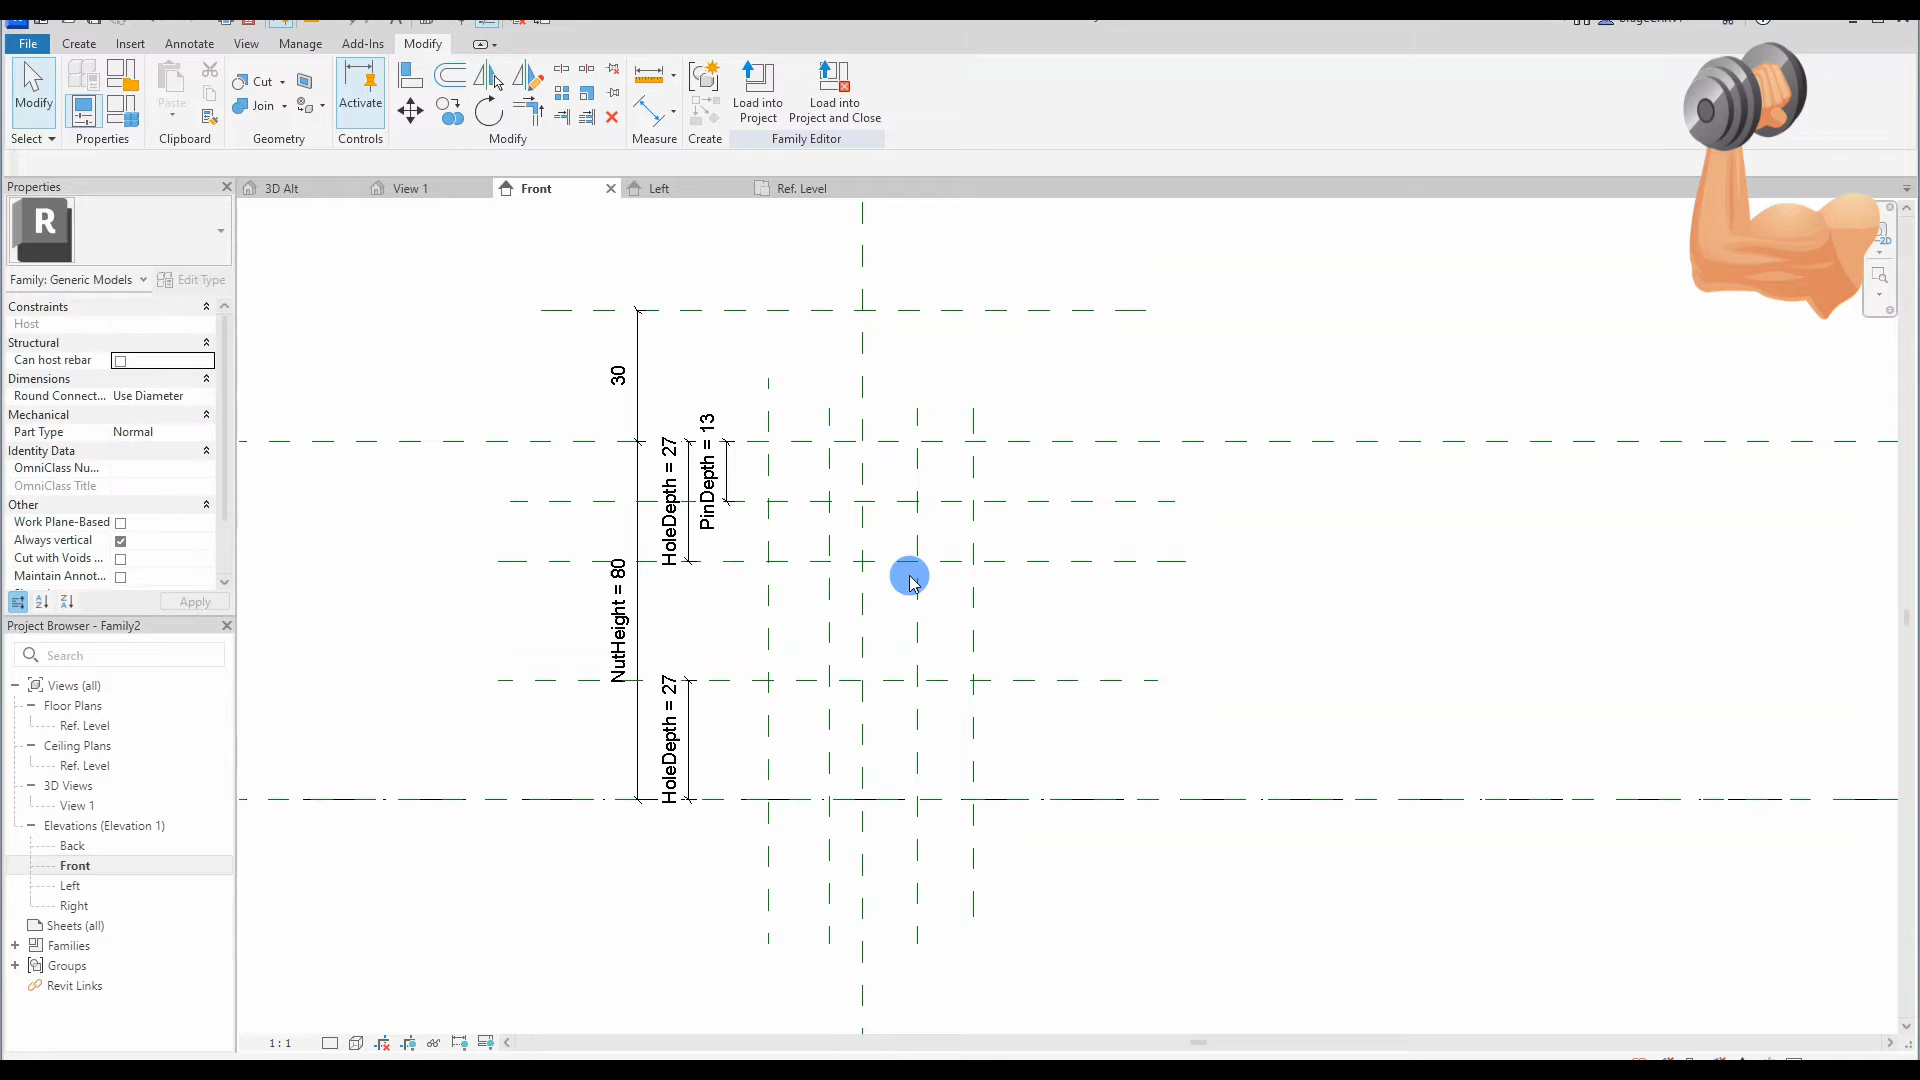 File Create Insert Annotate View Manage Add-Ins Modify
Modify
Paste
Cut
Join
Activate
Load into Project
Load into Project and Close
Select Properties Clipboard Geometry Controls Modify Measure Create Family Editor
Properties
3D Alt View 1 Front Left Ref. Level
R
Family: Generic Models Edit Type
Constraints
Host
Structural
Can host rebar
Dimensions
Round Connect... Use Diameter
Mechanical
Part Type Normal
Identity Data
OmniClass Nu...
OmniClass Title
Other
Work Plane-Based
Always vertical
Cut with Voids ...
Maintain Annot...
Apply
Project Browser - Family2
Search
Views (all)
Floor Plans
Ref. Level
Ceiling Plans
Ref. Level
3D Views
View 1
Elevations (Elevation 1)
Back
Front
Left
Right
Sheets (all)
Families
Groups
Revit Links
30
HoleDepth = 27
PinDepth = 13
NutHeight = 80
HoleDepth = 27
2D
1 : 1